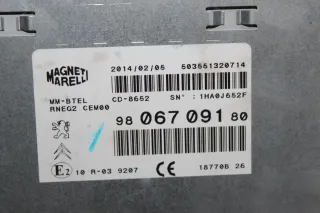 MAGNETI
MARELLI
2014/02/05 503551320714
MM-BTEL
RNEG2 CEM00
CD-8652 SN° : 1HA0J652F
98 067 091 80
E2 10 R-03 9207 CE 18770B 26